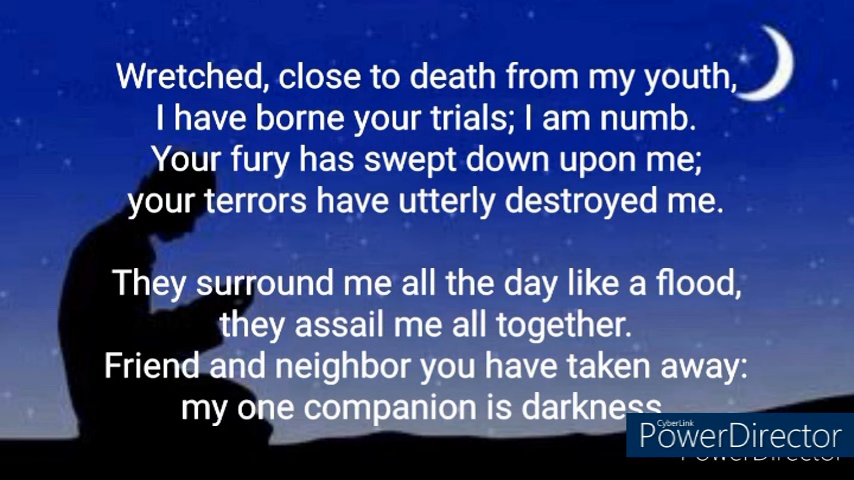 Wretched, close to death from my youth,
I have borne your trials; I am numb.
Your fury has swept down upon me;
your terrors have utterly destroyed me.
They surround me all the day like a flood,
they assail me all together.
Friend and neighbor you have taken away:
my one companion is darkness
CyberLink
PowerDirector
PowerDirector